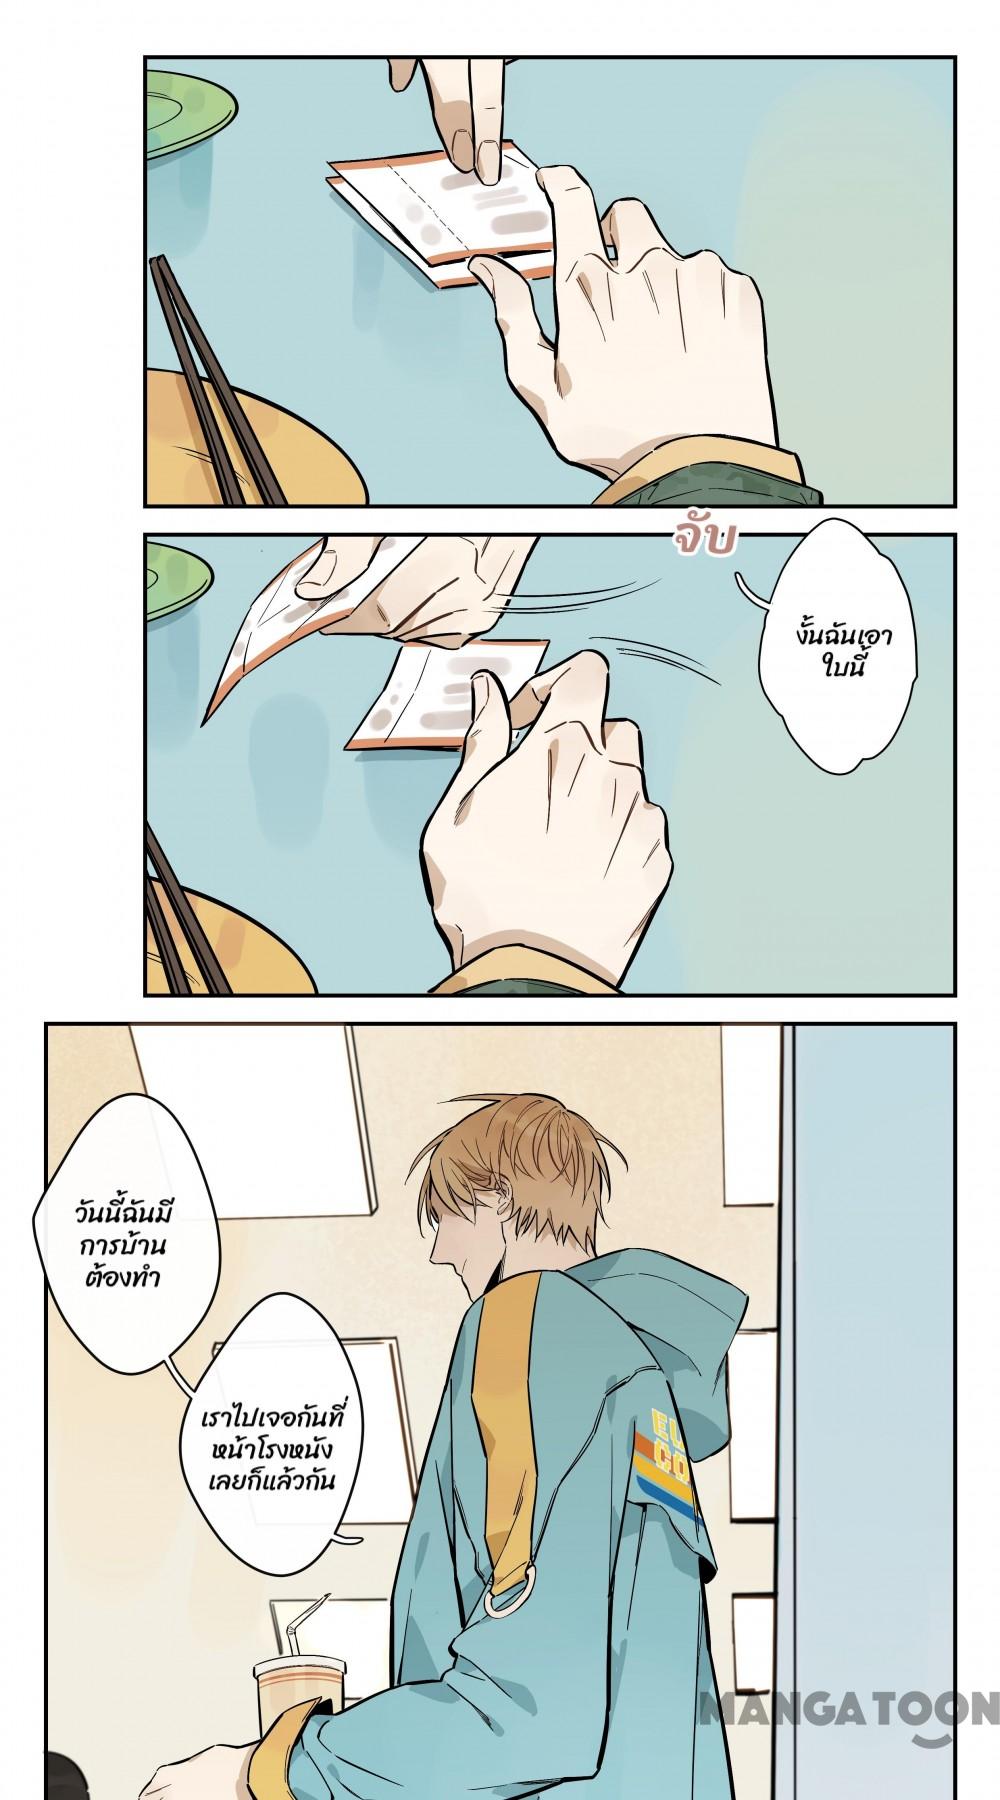 จับ
งั้นฉันเอา
ใบนี้
วันนี้ฉันมี
การบ้าน
ต้องทำ
เราไปเจอกันที่
หน้าโรงหนัง
เลยก็แล้วกัน
EL
CO
MANGATOON